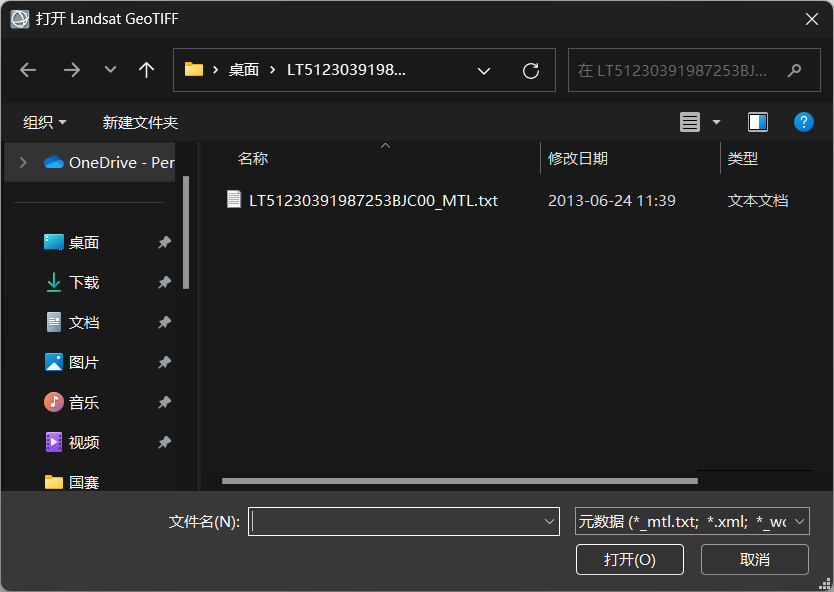 打开 Landsat GeoTIFF
桌面 LT5123039198...
在 LT51230391987253BJ...
组织 新建文件夹
OneDrive - Per
名称 修改日期 类型
LT51230391987253BJC00_MTL.txt 2013-06-24 11:39 文本文档
桌面
下载
文档
图片
音乐
视频
国赛
文件名(N): 元数据 (*_mtl.txt; *.xml; *_wo
打开(O) 取消